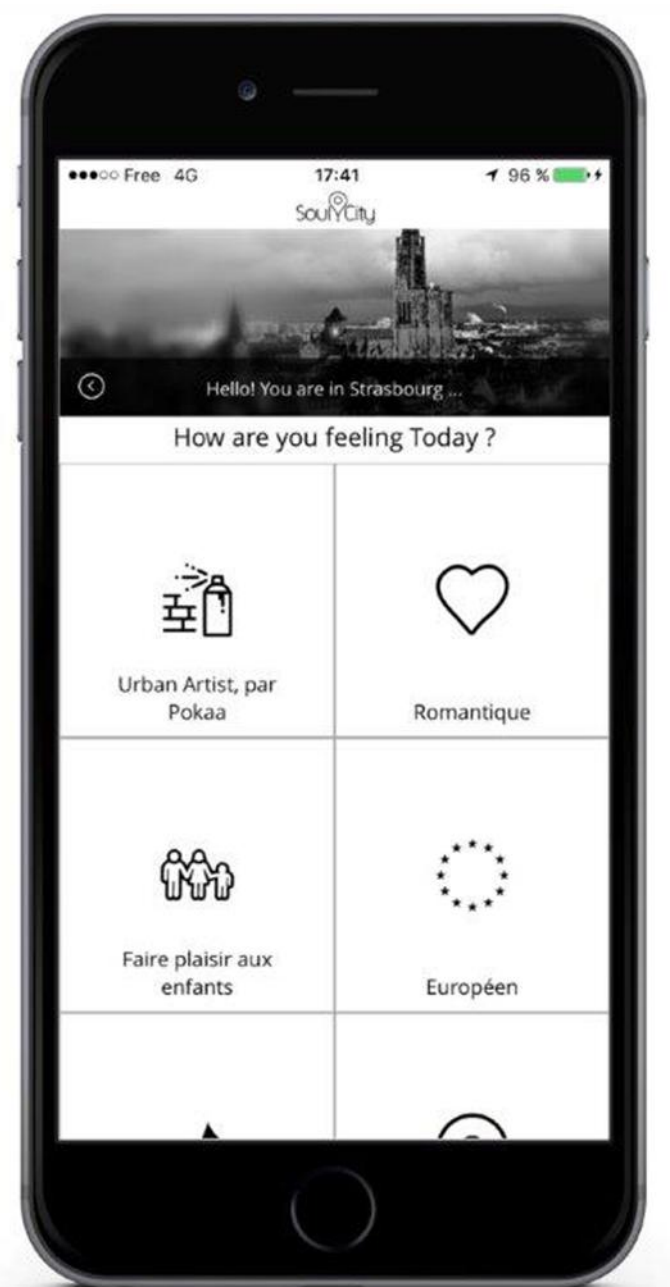 Free 4G 17:41 96 %
SoulMyCity
Hello! You are in Strasbourg ...
How are you feeling Today ?
Urban Artist, par
Pokaa
Romantique
Faire plaisir aux
enfants
Européen